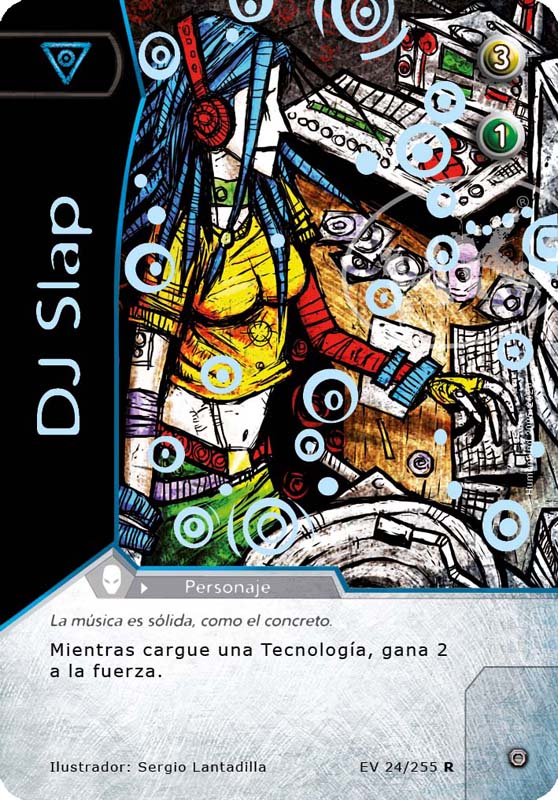 3
1
DJ Slap
Personaje
La música es sólida, como el concreto.
Mientras cargue una Tecnología, gana 2
a la fuerza.
Ilustrador: Sergio Lantadilla
EV 24/255 R